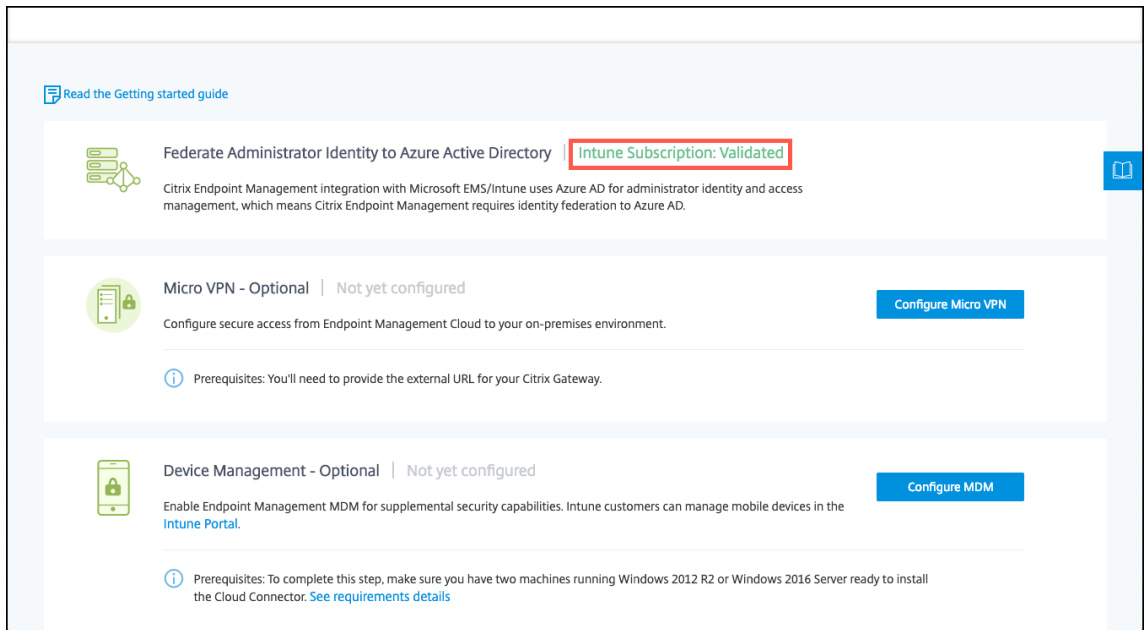 Read the Getting started guide
Federate Administrator Identity to Azure Active Directory | Intune Subscription: Validated
Citrix Endpoint Management integration with Microsoft EMS/Intune uses Azure AD for administrator identity and access
management, which means Citrix Endpoint Management requires identity federation to Azure AD.
Micro VPN - Optional | Not yet configured
Configure Micro VPN
Configure secure access from Endpoint Management Cloud to your on-premises environment.
Prerequisites: You'll need to provide the external URL for your Citrix Gateway.
Device Management - Optional | Not yet configured
Configure MDM
Enable Endpoint Management MDM for supplemental security capabilities. Intune customers can manage mobile devices in the
Intune Portal.
Prerequisites: To complete this step, make sure you have two machines running Windows 2012 R2 or Windows 2016 Server ready to install
the Cloud Connector. See requirements details